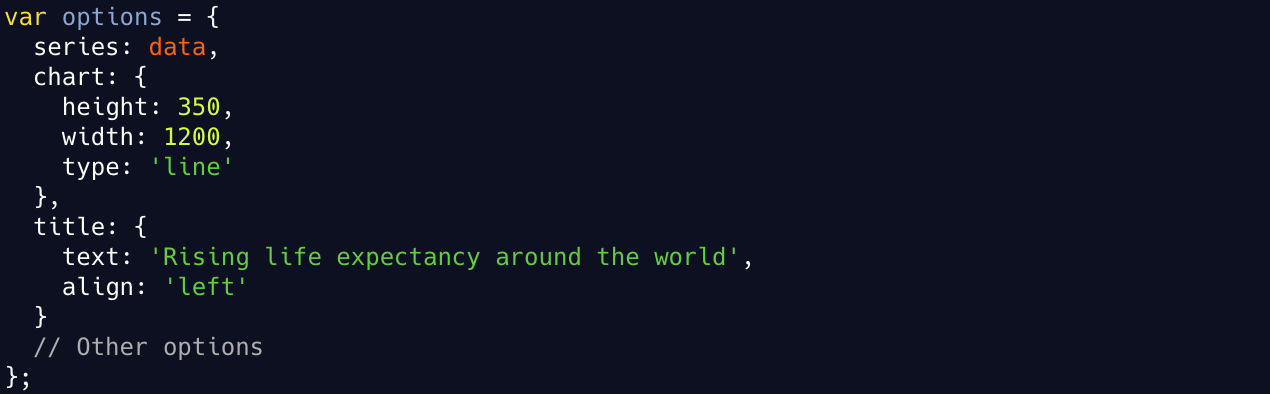 var options = {
  series: data,
  chart: {
    height: 350,
    width: 1200,
    type: 'line'
  },
  title: {
    text: 'Rising life expectancy around the world',
    align: 'left'
  }
  // Other options
};